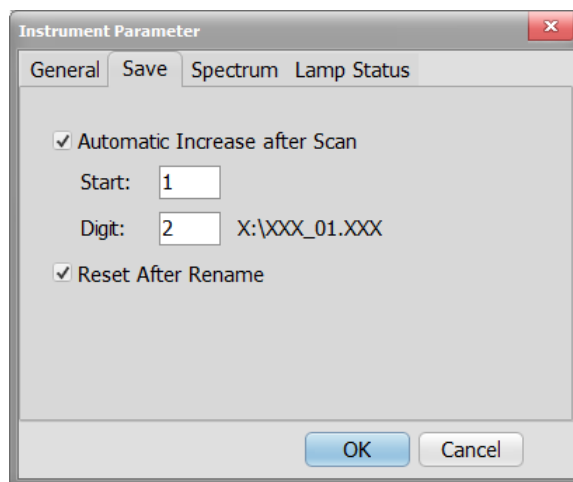 Instrument Parameter
General Save Spectrum Lamp Status
Automatic Increase after Scan
Start: 1
Digit: 2 X:\XXX_01.XXX
Reset After Rename
OK Cancel